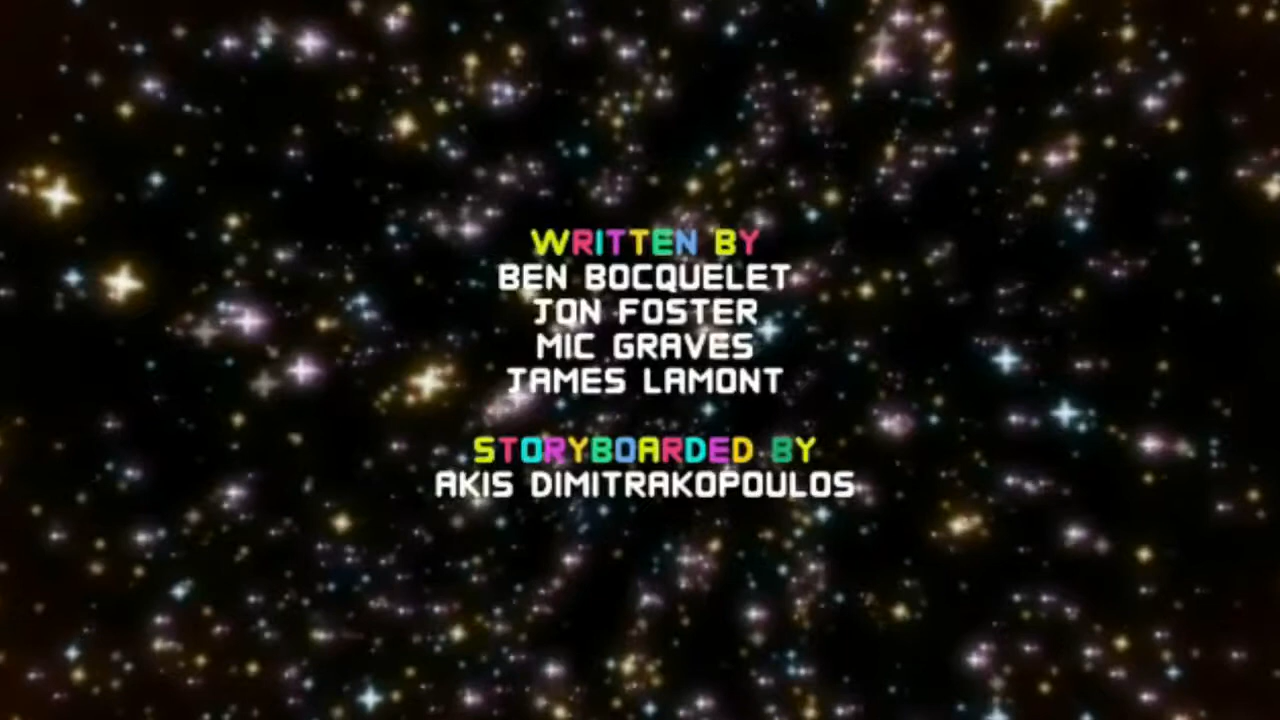 WRITTEN BY
BEN BOCQUELET
JON FOSTER
MIC GRAVES
JAMES LAMONT
STORYBOARDED BY
AKIS DIMITRAKOPOULOS